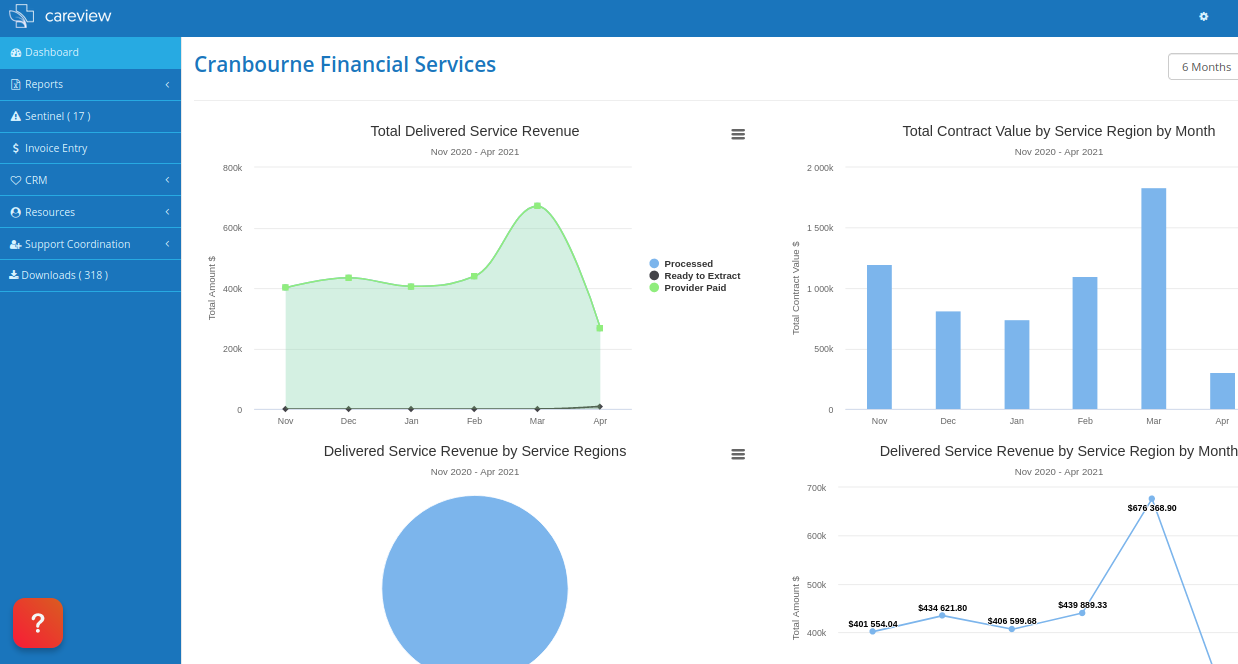 careview
Dashboard
Reports
Sentinel ( 17 )
Invoice Entry
CRM
Resources
Support Coordination
Downloads ( 318 )
?
Cranbourne Financial Services
6 Months
Total Delivered Service Revenue
Nov 2020 - Apr 2021
Total Amount $
800k
600k
400k
200k
0
Nov Dec Jan Feb Mar Apr
Processed
Ready to Extract
Provider Paid
Total Contract Value by Service Region by Month
Nov 2020 - Apr 2021
Total Contract Value $
2 000k
1 500k
1 000k
500k
0
Nov Dec Jan Feb Mar Apr
Delivered Service Revenue by Service Regions
Nov 2020 - Apr 2021
Delivered Service Revenue by Service Region by Month
Nov 2020 - Apr 2021
Total Amount $
700k
600k
500k
400k
$401 554.04
$434 621.80
$406 599.68
$439 889.33
$676 368.90